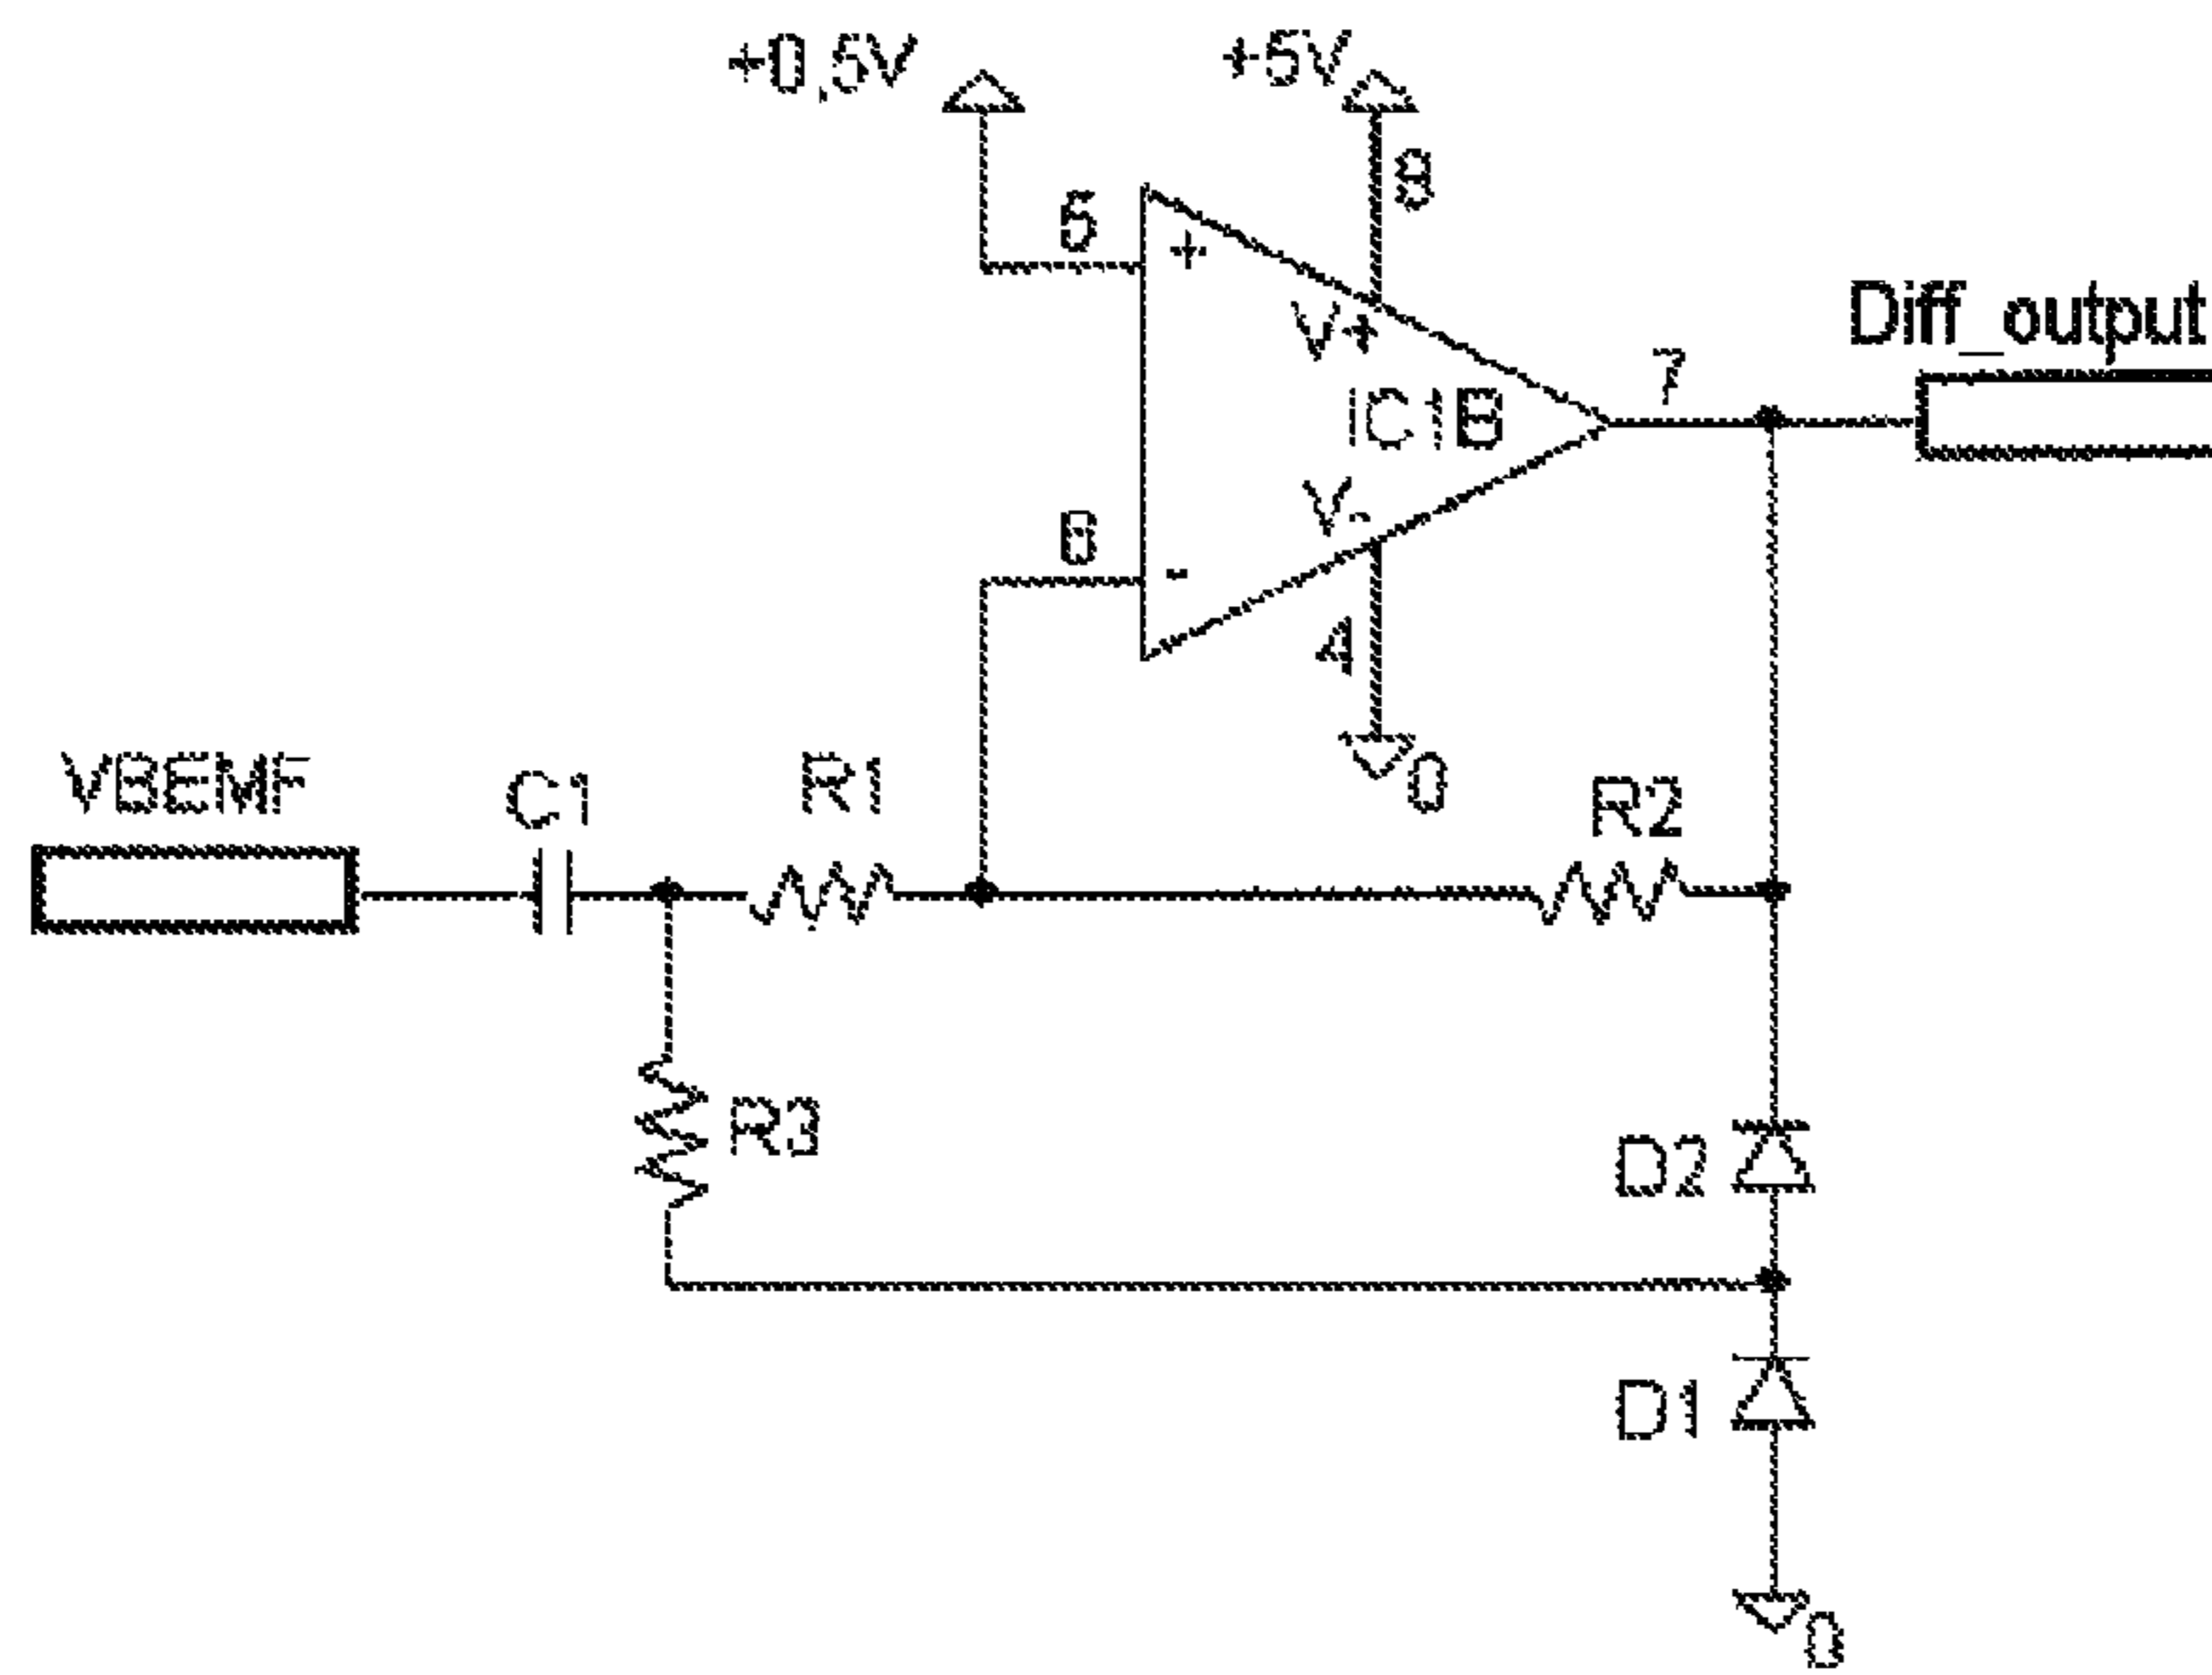 +0,5V
+5V
5
8
+
V+
Diff_output
7
IC1B
V-
6
-
4
0
VBEMF
C1
R1
R2
R3
D2
D1
0